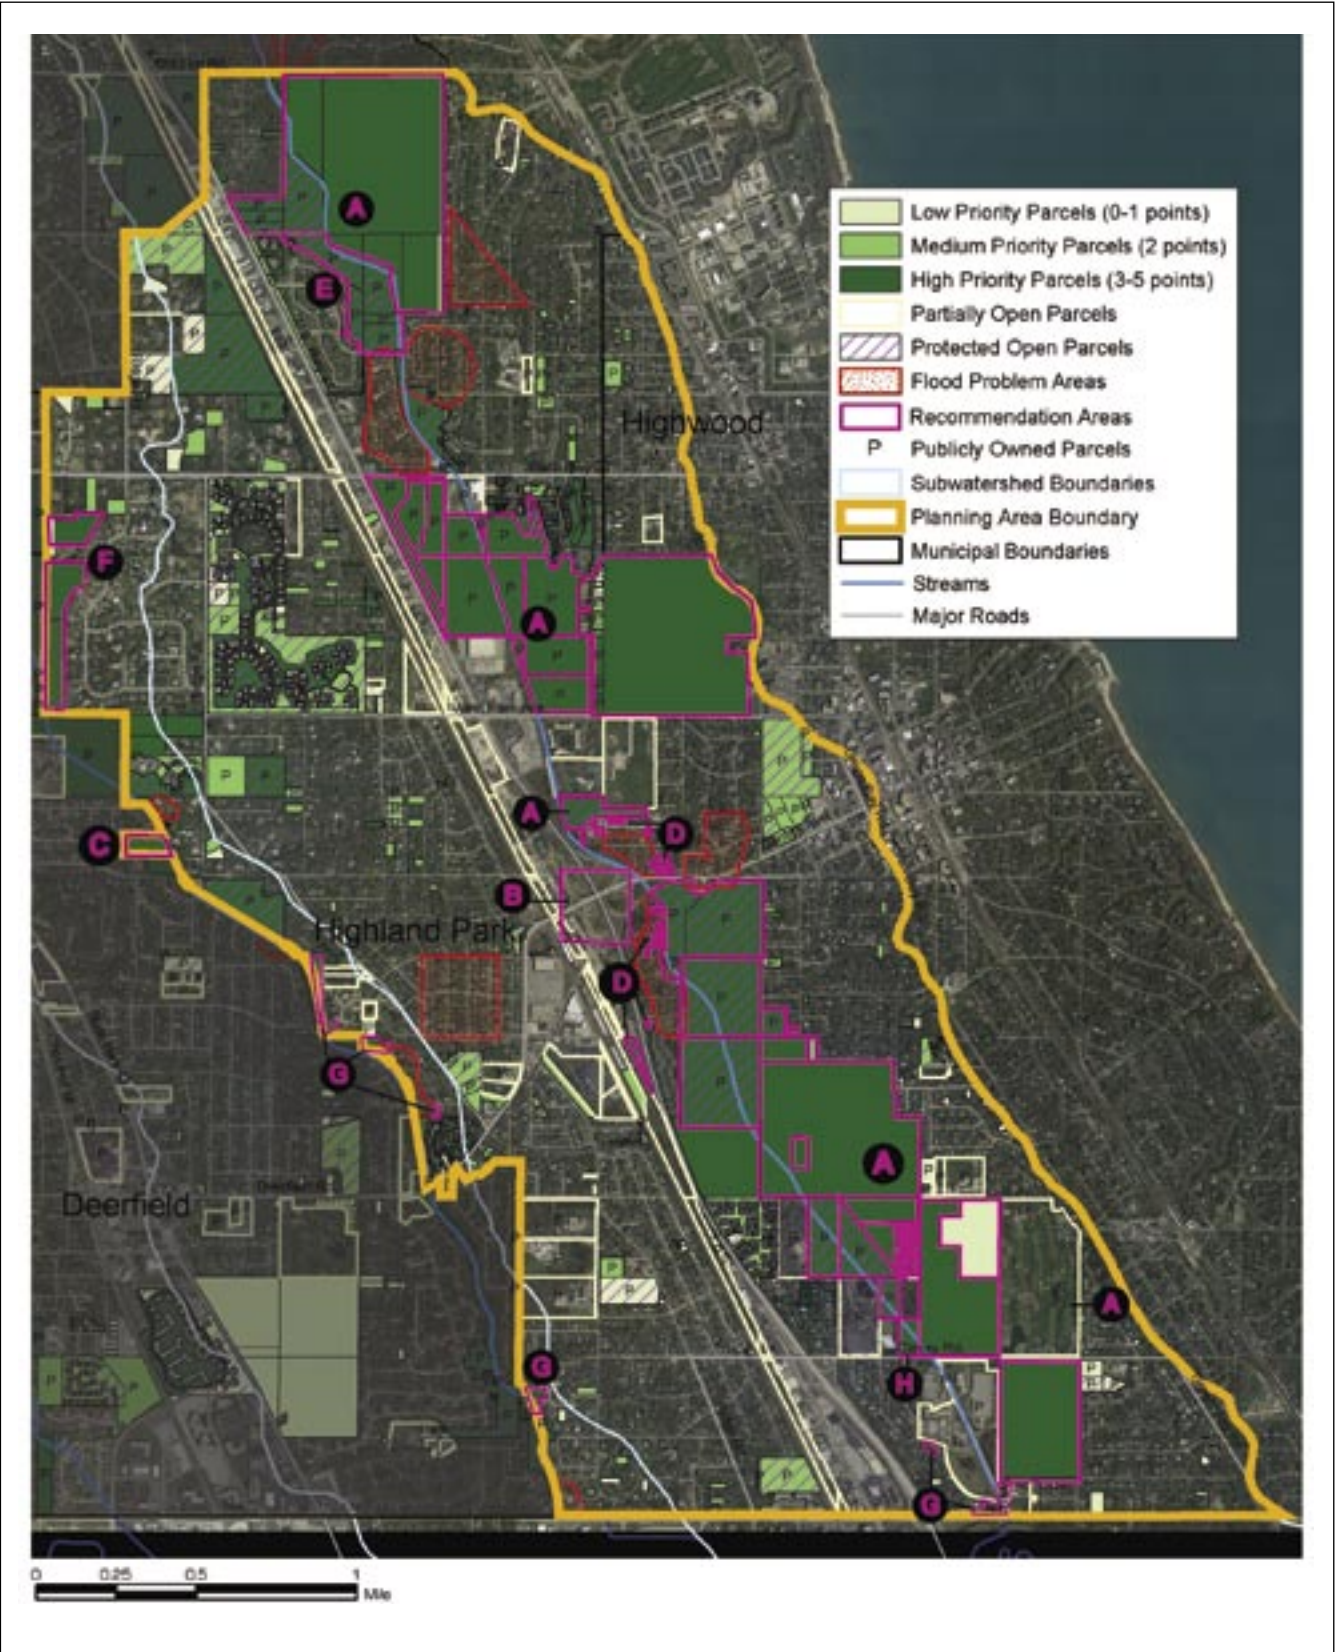 Low Priority Parcels (0-1 points)
Medium Priority Parcels (2 points)
High Priority Parcels (3-5 points)
Partially Open Parcels
Protected Open Parcels
Flood Problem Areas
Recommendation Areas
P Publicly Owned Parcels
Subwatershed Boundaries
Planning Area Boundary
Municipal Boundaries
Streams
Major Roads
A
E
Highwood
F
A
A
D
C
B
Highland Park
D
G
A
Deerfield
A
G
H
G
0 0.25 0.5 1
Mile